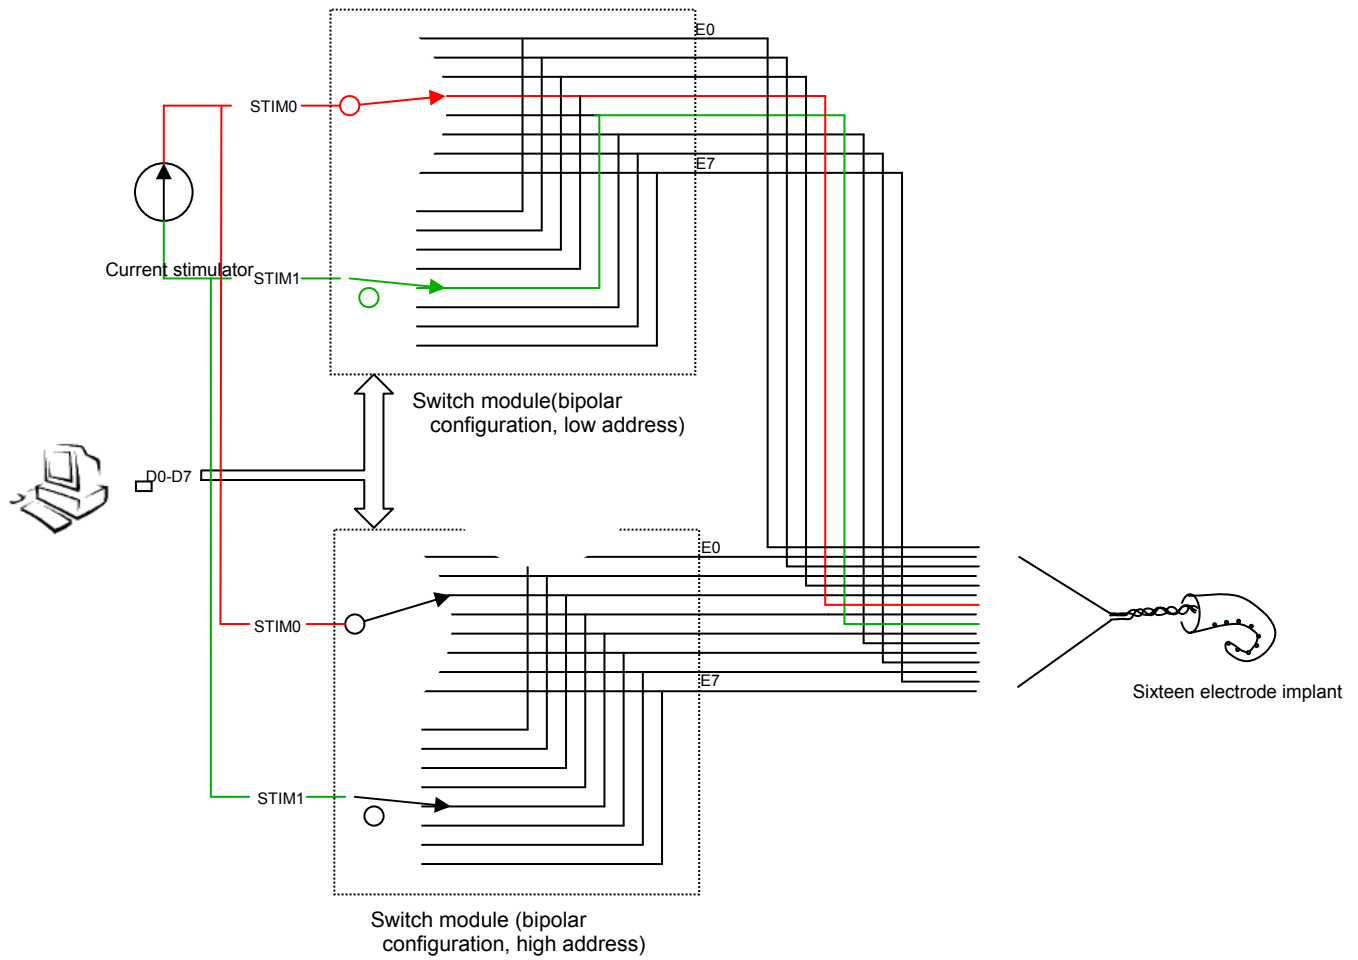 E0
STIM0
E7
Current stimulator
STIM1
Switch module(bipolar
configuration, low address)
D0-D7
E0
STIM0
E7
Sixteen electrode implant
STIM1
Switch module (bipolar
configuration, high address)